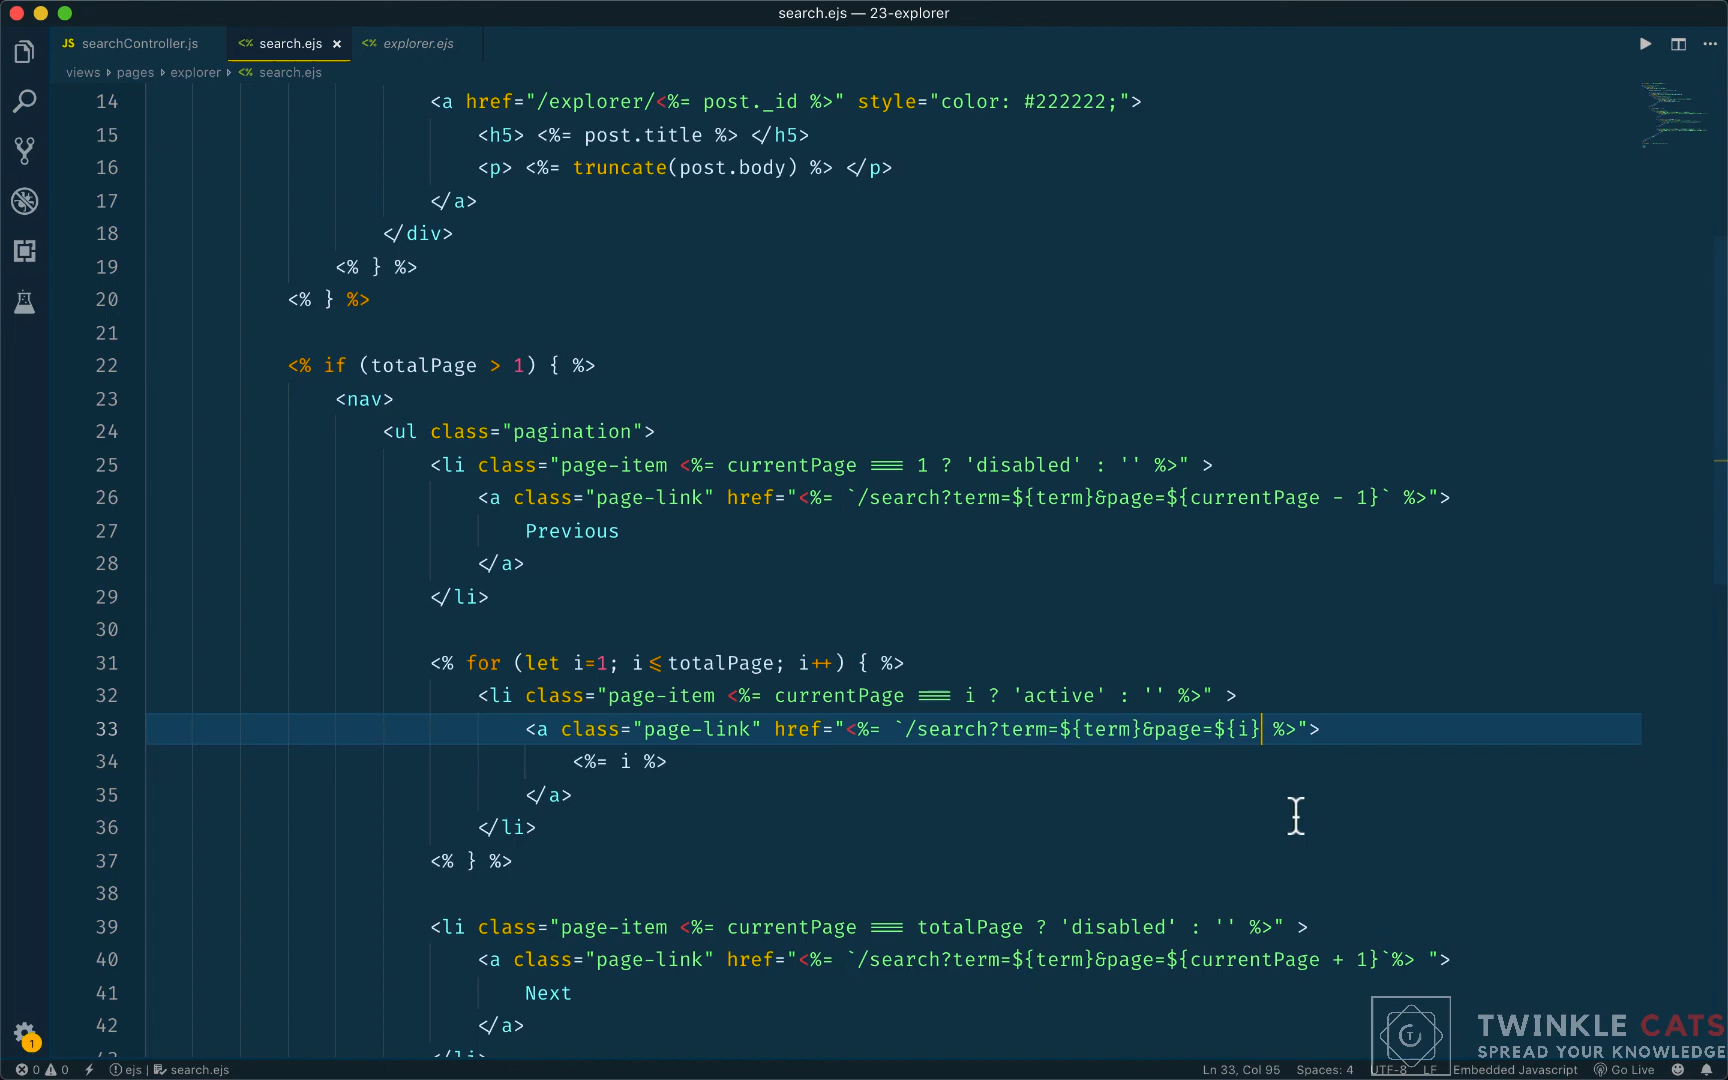 search.ejs — 23-explorer
JS searchController.js
<% search.ejs ×
<% explorer.ejs
views pages explorer <% search.ejs
14 <a href="/explorer/<%= post._id %>" style="color: #222222;">
15 <h5> <%= post.title %> </h5>
16 <p> <%= truncate(post.body) %> </p>
17 </a>
18 </div>
19 <% } %>
20 <% } %>
21
22 <% if (totalPage > 1) { %>
23 <nav>
24 <ul class="pagination">
25 <li class="page-item <%= currentPage === 1 ? 'disabled' : '' %>" >
26 <a class="page-link" href="<%= `/search?term=${term}&page=${currentPage - 1}` %>">
27 Previous
28 </a>
29 </li>
30
31 <% for (let i=1; i<=totalPage; i++) { %>
32 <li class="page-item <%= currentPage === i ? 'active' : '' %>" >
33 <a class="page-link" href="<%= `/search?term=${term}&page=${i} %>">
34 <%= i %>
35 </a>
36 </li>
37 <% } %>
38
39 <li class="page-item <%= currentPage === totalPage ? 'disabled' : '' %>" >
40 <a class="page-link" href="<%= `/search?term=${term}&page=${currentPage + 1}`%> ">
41 Next
42 </a>
</li>
1
TWINKLE CATS
SPREAD YOUR KNOWLEDGE
0 0 ejs | search.ejs
Ln 33, Col 95 Spaces: 4 UTF-8 LF Embedded Javascript Go Live